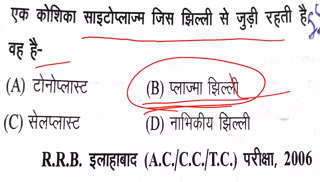 एक कोशिका साइटोप्लाज्म जिस झिल्ली से जुड़ी रहती है,
वह है-
(A) टोनोप्लास्ट (B) प्लाज्मा झिल्ली
(C) सेलप्लास्ट (D) नाभिकीय झिल्ली
R.R.B. इलाहाबाद (A.C./C.C./T.C.) परीक्षा, 2006